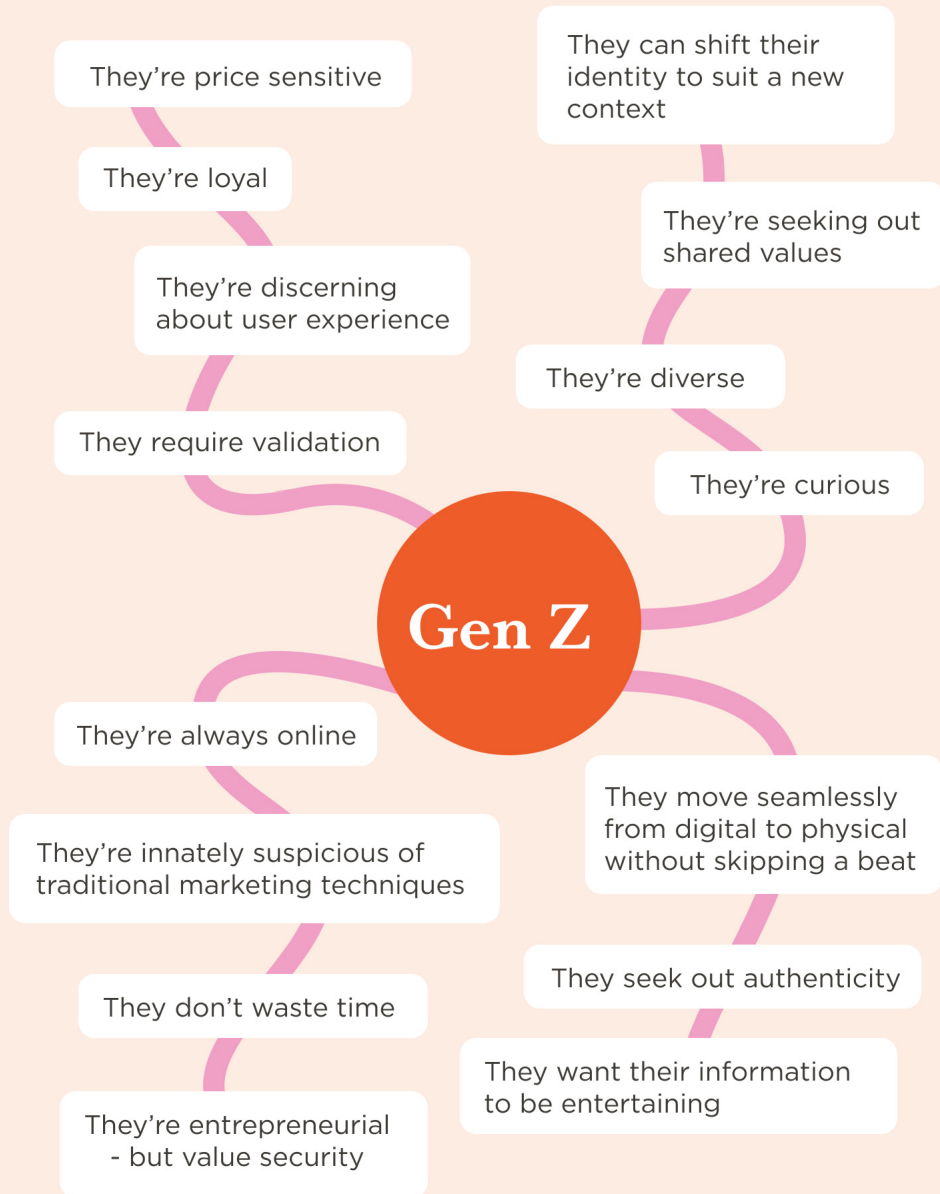 They’re price sensitive
They’re loyal
They’re discerning
about user experience
They require validation
They can shift their
identity to suit a new
context
They’re seeking out
shared values
They’re diverse
They’re curious
Gen Z
They’re always online
They’re innately suspicious of
traditional marketing techniques
They don’t waste time
They’re entrepreneurial
- but value security
They move seamlessly
from digital to physical
without skipping a beat
They seek out authenticity
They want their information
to be entertaining